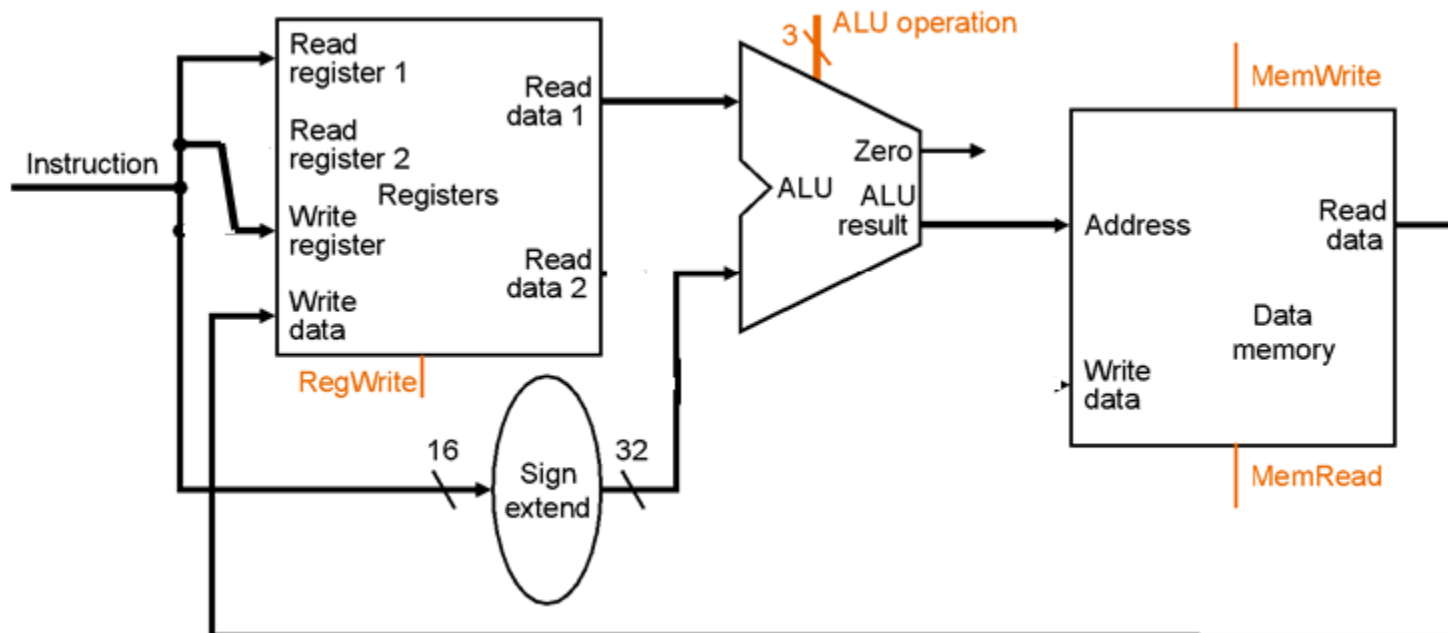 Instruction
Read
register 1
Read
register 2
Registers
Write
register
Write
data
Read
data 1
Read
data 2
RegWrite
16
Sign
extend
32
3
ALU operation
Zero
ALU
ALU
result
MemWrite
Address
Read
data
Data
memory
Write
data
MemRead